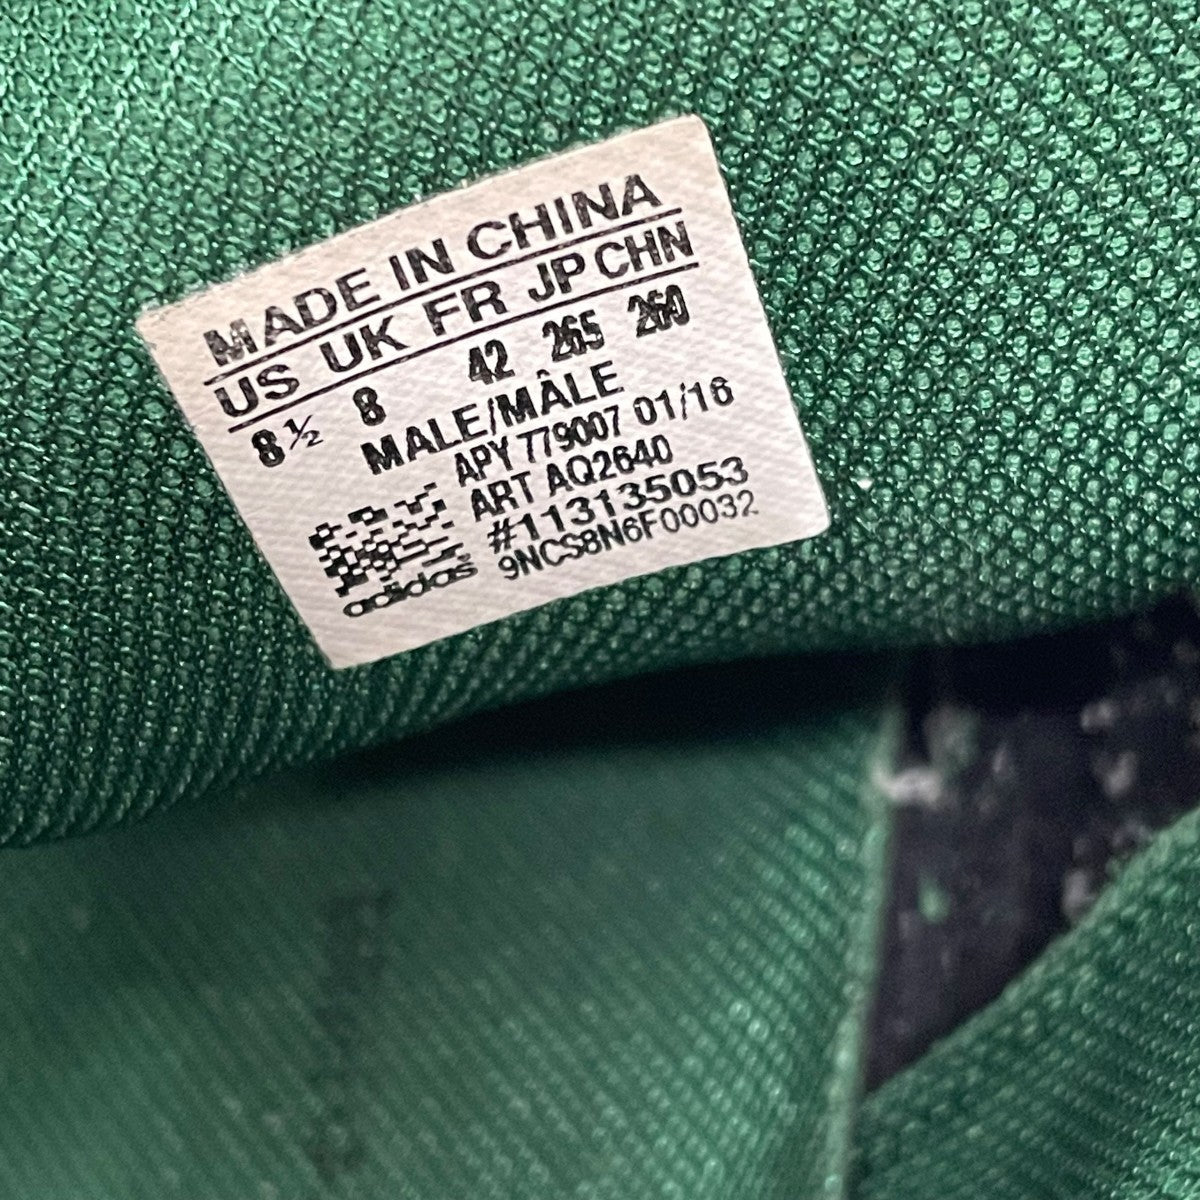 MADE IN CHINA
US UK FR JP CHN
8½ 8 42 265 260
MALE/MÂLE
APY 779007 01/16
ART AQ2640
#113135053
9NCS8N6F00032
adidas